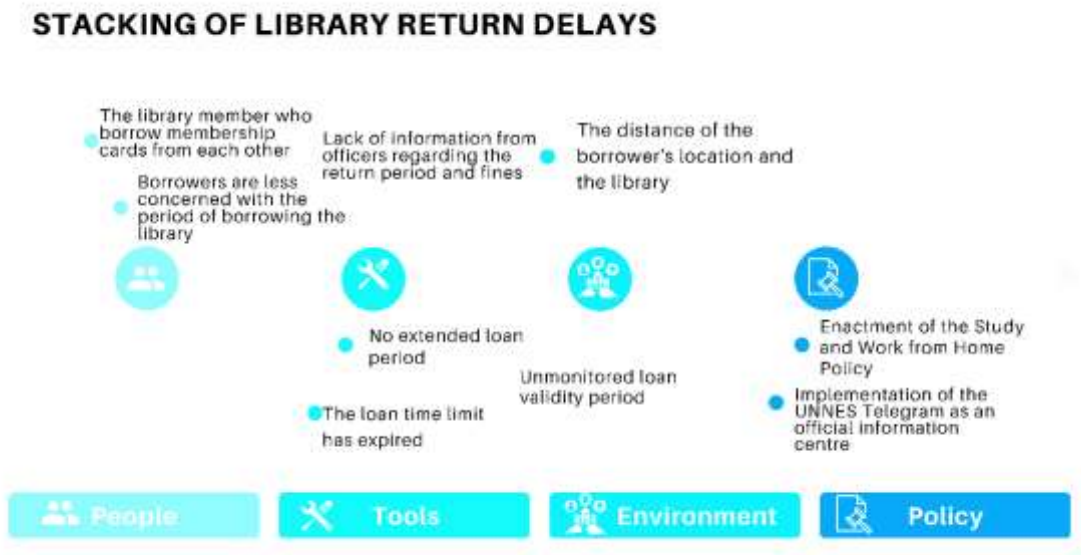 STACKING OF LIBRARY RETURN DELAYS
The library member who
borrow membership
cards from each other
Borrowers are less
concerned with the
period of borrowing the
library
Lack of information from
officers regarding the
return period and fines
The distance of the
borrower's location and
the library
No extended loan
period
The loan time limit
has expired
Unmonitored loan
validity period
Enactment of the Study
and Work from Home
Policy
Implementation of the
UNNES Telegram as an
official information
centre
People
Tools
Environment
Policy